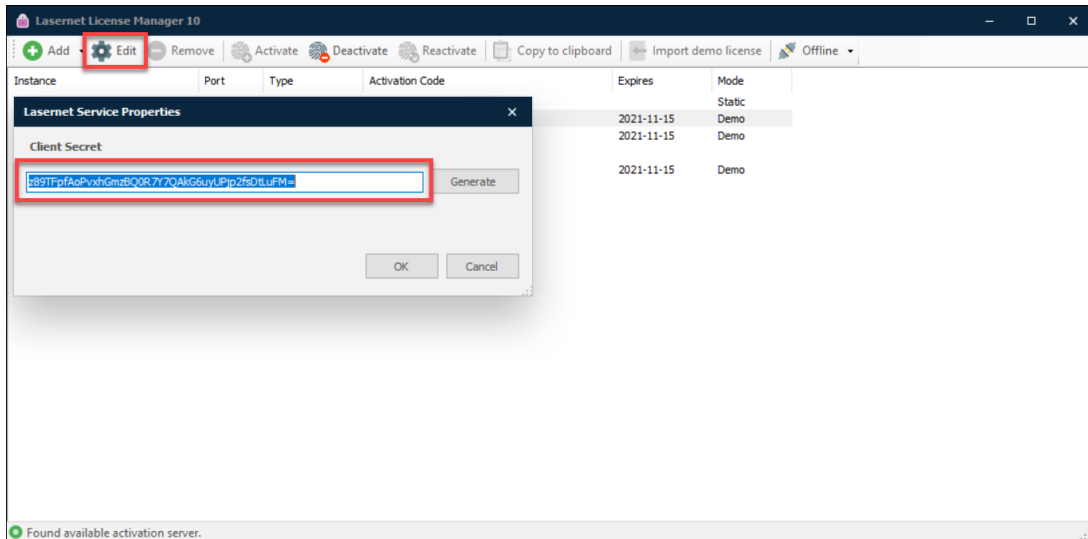 Lasernet License Manager 10
Add Edit Remove Activate Deactivate Reactivate Copy to clipboard Import demo license Offline
Instance Port Type Activation Code Expires Mode
Static
2021-11-15 Demo
2021-11-15 Demo
2021-11-15 Demo
Lasernet Service Properties
Client Secret
z89TFpfAoPvxhGmzBQ0R7Y7QAkG6uyUPjp2fsDtLuFM=
Generate
OK Cancel
Found available activation server.